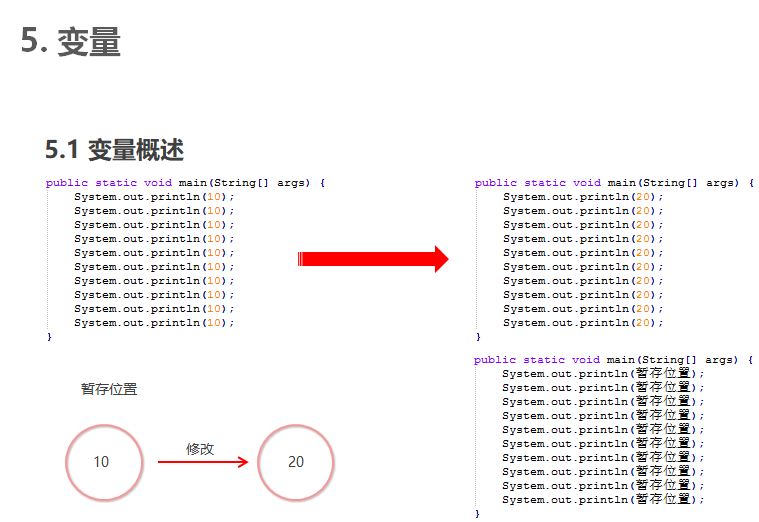 5. 变量
5.1 变量概述
public static void main(String[] args) {
System.out.println(10);
System.out.println(10);
System.out.println(10);
System.out.println(10);
System.out.println(10);
System.out.println(10);
System.out.println(10);
System.out.println(10);
System.out.println(10);
System.out.println(10);
}
public static void main(String[] args) {
System.out.println(20);
System.out.println(20);
System.out.println(20);
System.out.println(20);
System.out.println(20);
System.out.println(20);
System.out.println(20);
System.out.println(20);
System.out.println(20);
System.out.println(20);
}
暂存位置
10
修改
20
public static void main(String[] args) {
System.out.println(暂存位置);
System.out.println(暂存位置);
System.out.println(暂存位置);
System.out.println(暂存位置);
System.out.println(暂存位置);
System.out.println(暂存位置);
System.out.println(暂存位置);
System.out.println(暂存位置);
System.out.println(暂存位置);
System.out.println(暂存位置);
}